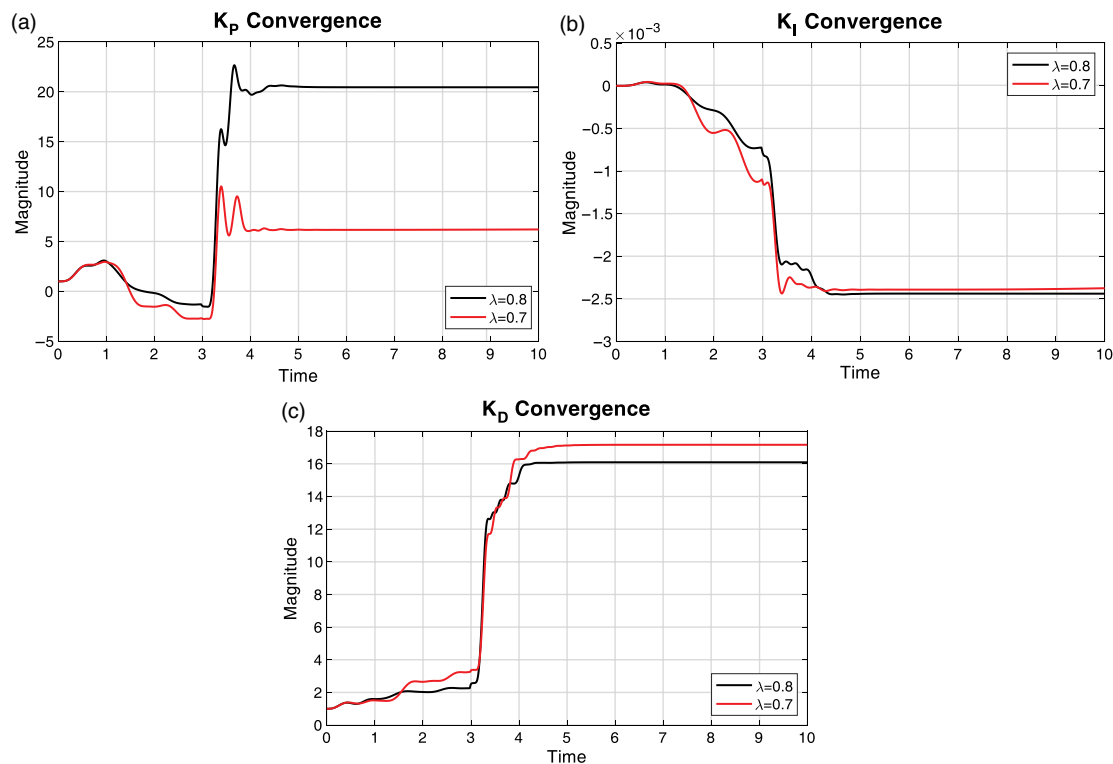 (a)
K_P Convergence
25
20
15
10
5
0
-5
Magnitude
0 1 2 3 4 5 6 7 8 9 10
Time
λ=0.8
λ=0.7
(b)
K_I Convergence
×10⁻³
0.5
0
-0.5
-1
-1.5
-2
-2.5
-3
Magnitude
0 1 2 3 4 5 6 7 8 9 10
Time
λ=0.8
λ=0.7
(c)
K_D Convergence
18
16
14
12
10
8
6
4
2
0
Magnitude
0 1 2 3 4 5 6 7 8 9 10
Time
λ=0.8
λ=0.7